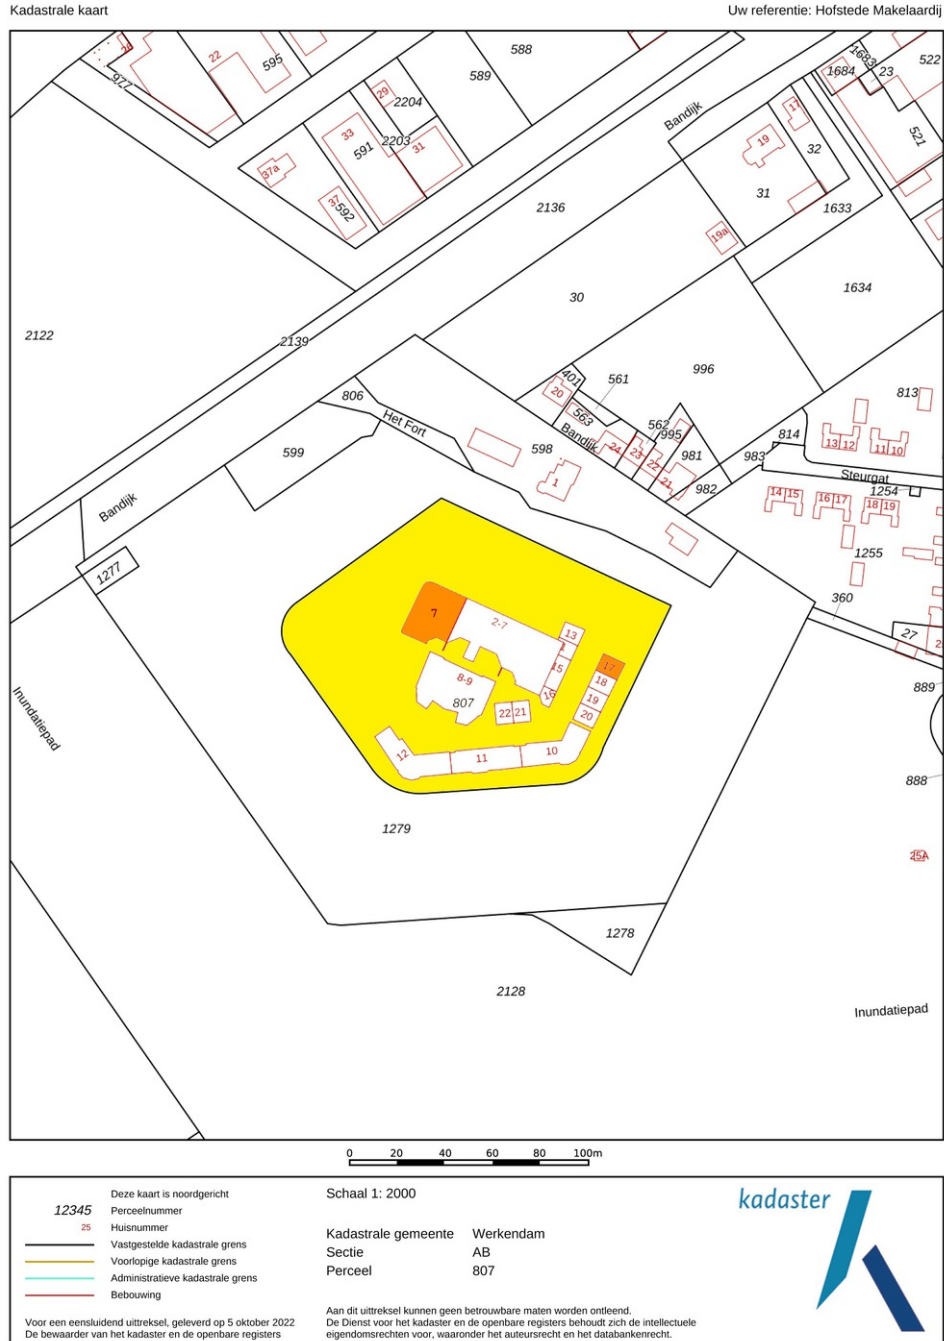 Kadastrale kaart
Uw referentie: Hofstede Makelaardij
26
22
595
588
589
977
29
2204
2203
33
591
31
37a
37
592
Bandijk
1683
1684
23
522
521
17
19
32
31
1633
19a
2136
30
1634
2122
2139
996
401
561
20
563
Bandijk
562
995
24
23
22
21
981
982
983
814
813
13 12
11 10
Steurgat
1254
14 15
16 17
18 19
1255
360
27
806
Het Fort
599
598
1
Bandijk
1277
7
2-7
13
15
16
17
18
19
20
8-9
807
22 21
12
11
10
Inundatiepad
889
888
25A
1279
1278
2128
Inundatiepad
0 20 40 60 80 100m
Deze kaart is noordgericht
12345 Perceelnummer
25 Huisnummer
Vastgestelde kadastrale grens
Voorlopige kadastrale grens
Administratieve kadastrale grens
Bebouwing
Voor een eensluidend uittreksel, geleverd op 5 oktober 2022
De bewaarder van het kadaster en de openbare registers
Schaal 1: 2000
Kadastrale gemeente Werkendam
Sectie AB
Perceel 807
Aan dit uittreksel kunnen geen betrouwbare maten worden ontleend.
De Dienst voor het kadaster en de openbare registers behoudt zich de intellectuele
eigendomsrechten voor, waaronder het auteursrecht en het databankenrecht.
kadaster